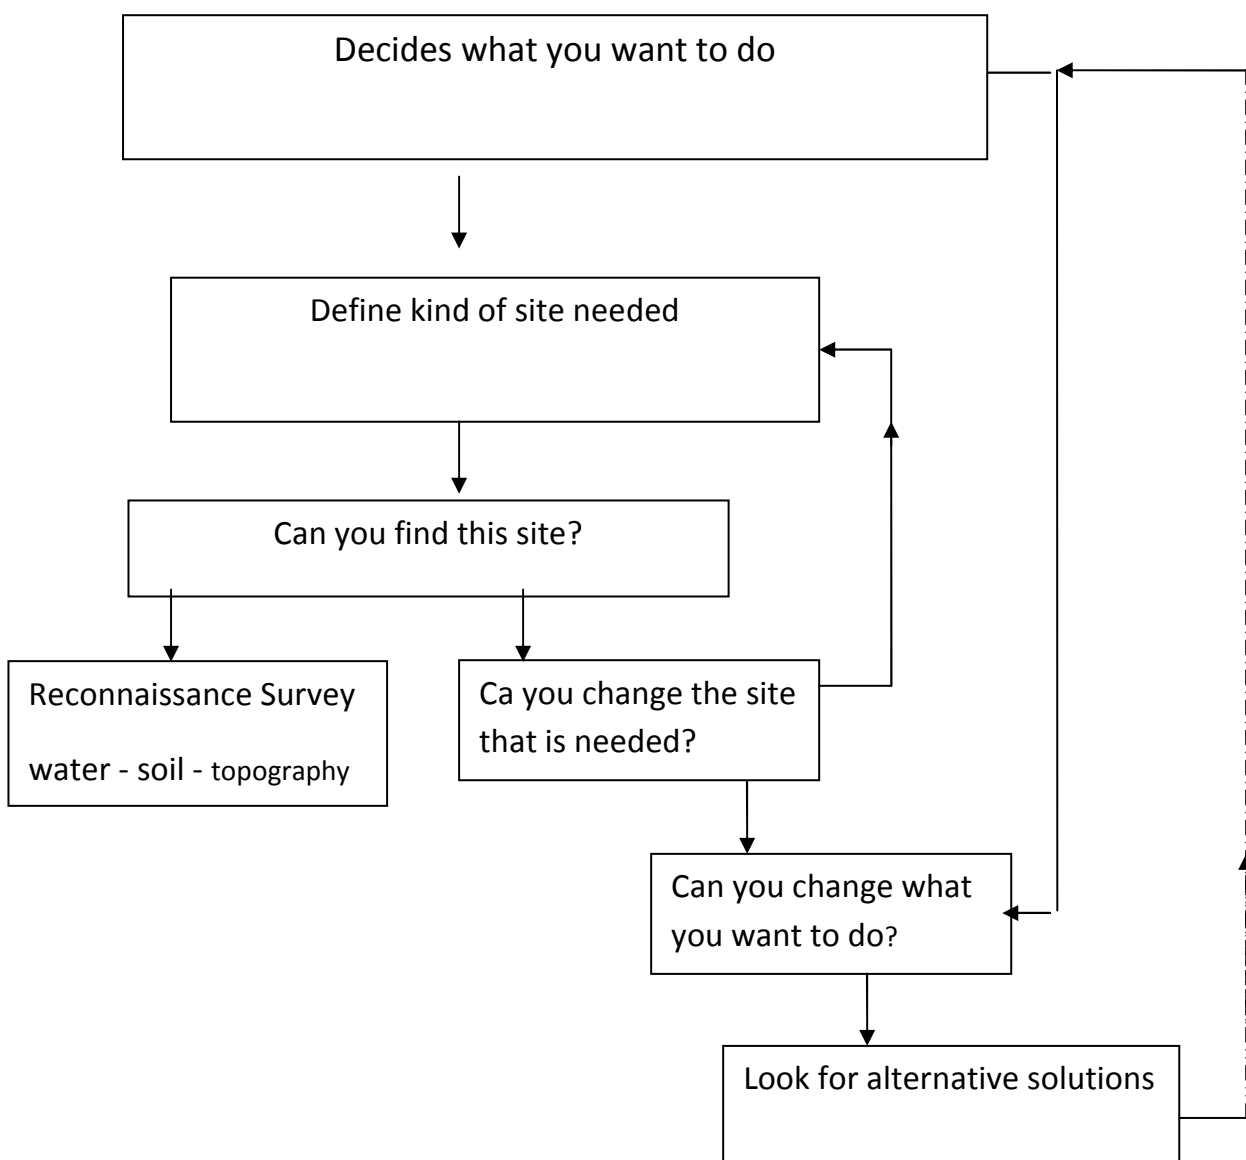 Decides what you want to do
Define kind of site needed
Can you find this site?
Reconnaissance Survey
water - soil - topography
Ca you change the site
that is needed?
Can you change what
you want to do?
Look for alternative solutions